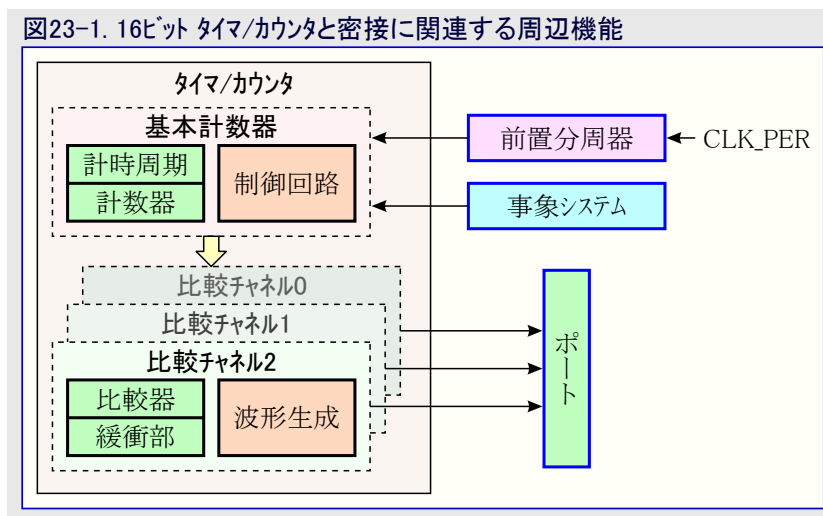 図23-1. 16ﾋﾞｯﾄ ﾀｲﾏ/ｶｳﾝﾀと密接に関連する周辺機能
ﾀｲﾏ/ｶｳﾝﾀ
基本計数器
計時周期
計数器
制御回路
前置分周器
CLK_PER
事象ｼｽﾃﾑ
比較ﾁｬﾈﾙ0
比較ﾁｬﾈﾙ1
比較ﾁｬﾈﾙ2
比較器
緩衝部
波形生成
ポート